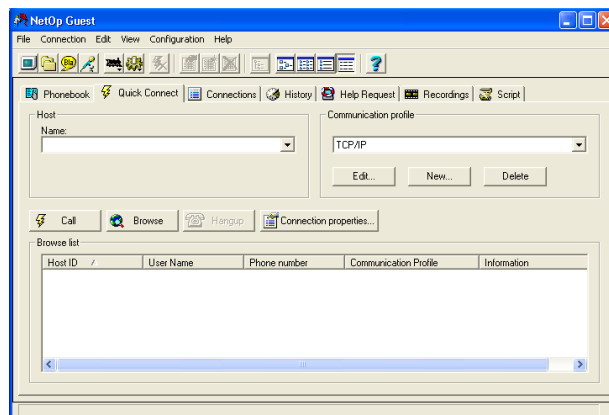 NetOp Guest
File Connection Edit View Configuration Help
Phonebook Quick Connect Connections History Help Request Recordings Script
Host
Name:
Communication profile
TCP/IP
Edit... New... Delete
Call Browse Hangup Connection properties...
Browse list
Host ID User Name Phone number Communication Profile Information